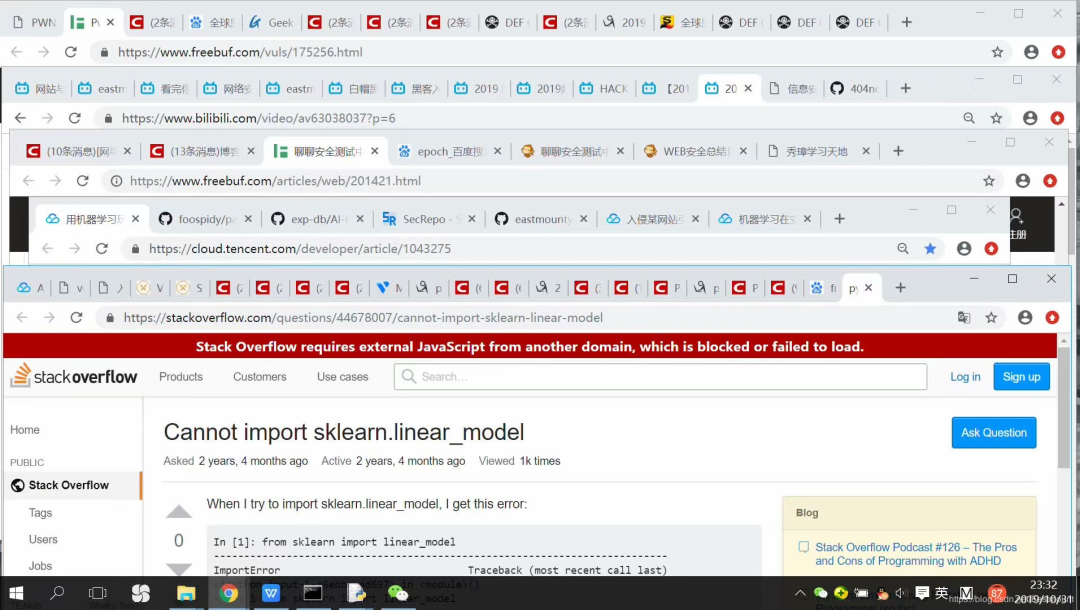 PWN
(2条消
全球
Geek
(2条
(2条
(2条
DEF
(2条
2019
全球
DEF
DEF
DEF
https://www.freebuf.com/vuls/175256.html
网站与
eastm
看完
网络安
eastm
白帽黑
黑客入
2019
2019
HACK
【201
20
信息安
404n
https://www.bilibili.com/video/av63038037?p=6
(10条消息)[网
(13条消息)博客
聊聊安全测试中
epoch_百度搜
聊聊安全测试中
WEB安全总结
秀璋学习天地
https://www.freebuf.com/articles/web/201421.html
用机器学习玩
foospidy/pa
exp-db/AI-
SecRepo - S
eastmounty
入侵某网站
机器学习在安
注册
https://cloud.tencent.com/developer/article/1043275
https://stackoverflow.com/questions/44678007/cannot-import-sklearn-linear-model
Stack Overflow requires external JavaScript from another domain, which is blocked or failed to load.
stackoverflow
Products
Customers
Use cases
Search…
Log in
Sign up
Home
PUBLIC
Stack Overflow
Tags
Users
Jobs
Cannot import sklearn.linear_model
Ask Question
Asked 2 years, 4 months ago Active 2 years, 4 months ago Viewed 1k times
0
When I try to import sklearn.linear_model, I get this error:
In [1]: from sklearn import linear_model
---------------------------------------------------------------------------
ImportError Traceback (most recent call last)
Blog
Stack Overflow Podcast #126 – The Pros
and Cons of Programming with ADHD
英
87
23:32
2019/10/31